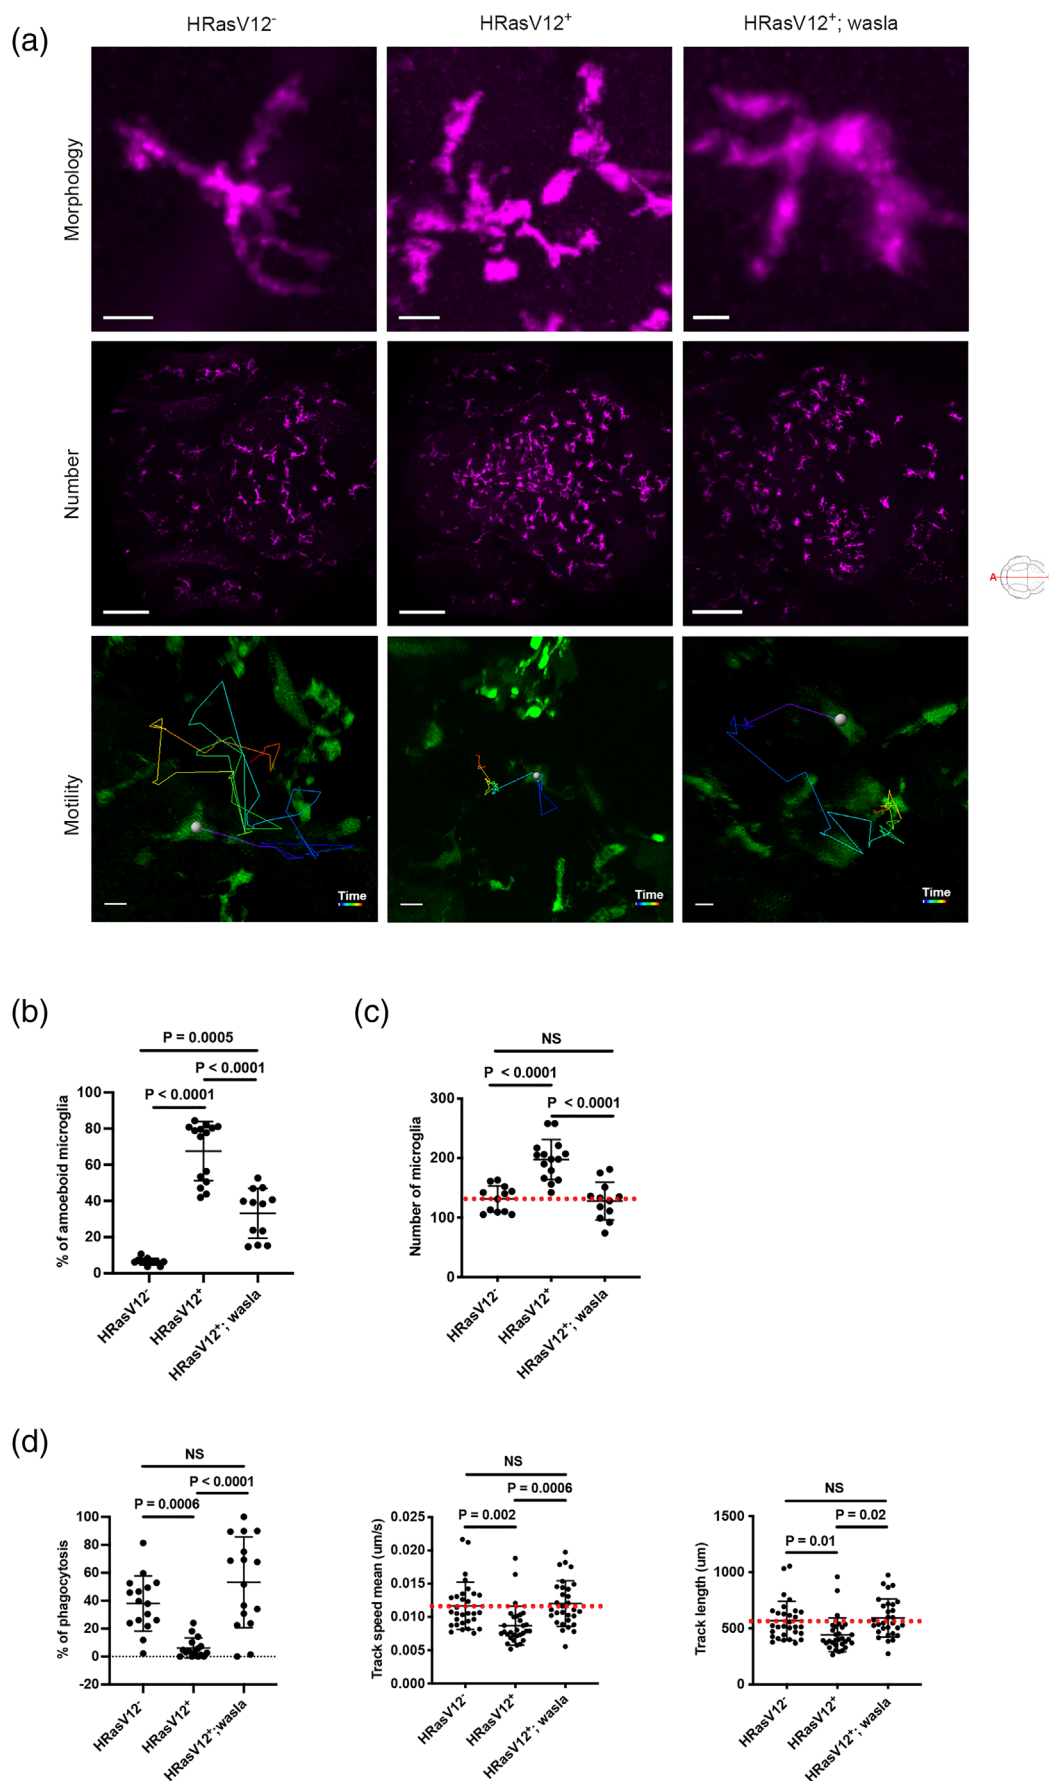 (a)
HRasV12⁻
HRasV12⁺
HRasV12⁺; wasla
Morphology
Number
A
Motility
Time
Time
Time
(b)
P = 0.0005
P < 0.0001
P < 0.0001
% of amoeboid microglia
100
80
60
40
20
0
HRasV12⁻
HRasV12⁺
HRasV12⁺; wasla
(c)
NS
P < 0.0001
P < 0.0001
Number of microglia
300
200
100
0
HRasV12⁻
HRasV12⁺
HRasV12⁺; wasla
(d)
NS
P < 0.0001
P = 0.0006
% of phagocytosis
100
80
60
40
20
0
-20
HRasV12⁻
HRasV12⁺
HRasV12⁺;wasla
NS
P = 0.0006
P = 0.002
Track speed mean (um/s)
0.025
0.020
0.015
0.010
0.005
0.000
HRasV12⁻
HRasV12⁺
HRasV12⁺; wasla
NS
P = 0.02
P = 0.01
Track length (um)
1500
1000
500
0
HRasV12⁻
HRasV12⁺
HRasV12⁺; wasla